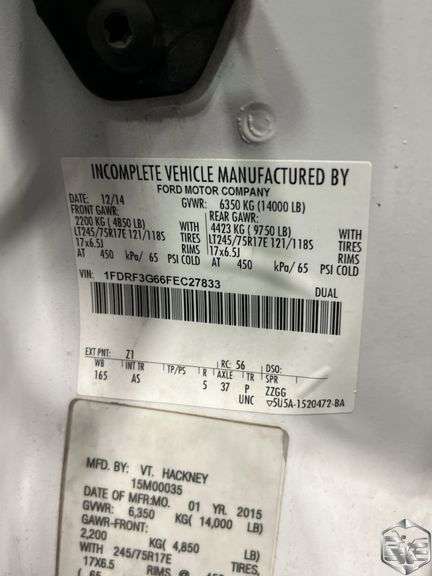 INCOMPLETE VEHICLE MANUFACTURED BY
FORD MOTOR COMPANY
DATE: 12/14 GVWR: 6350 KG (14000 LB)
FRONT GAWR: REAR GAWR:
2200 KG (4850 LB) WITH 4423 KG (9750 LB) WITH
LT245/75R17E 121/118S TIRES LT245/75R17E 121/118S TIRES
17x6.5J RIMS 17x6.5J RIMS
AT 450 kPa/ 65 PSI COLD AT 450 kPa/ 65 PSI COLD
VIN: 1FDRF3G66FEC27833 DUAL
EXT PNT: Z1 RC: 56 DSO:
WB INT TR TP/PS R AXLE TR SPR
165 AS 5 37 P ZZGG
UNC ▽5U5A-1520472-BA
MFD. BY: VT. HACKNEY
15M00035
DATE OF MFR:MO. 01 YR. 2015
GVWR: 6,350 KG( 14,000 LB)
GAWR-FRONT:
2,200 KG( 4,850 LB)
WITH 245/75R17E
17X6.5 RIMS @